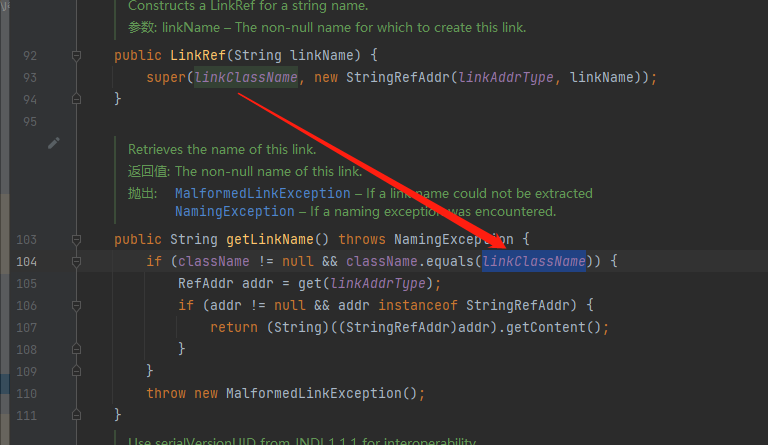 Constructs a LinkRef for a string name.
参数: linkName – The non-null name for which to create this link.
92 public LinkRef(String linkName) {
93 super(linkClassName, new StringRefAddr(linkAddrType, linkName));
94 }
95
Retrieves the name of this link.
返回值: The non-null name of this link.
抛出: MalformedLinkException – If a link name could not be extracted
NamingException – If a naming exception was encountered.
103 public String getLinkName() throws NamingException {
104 if (className != null && className.equals(linkClassName)) {
105 RefAddr addr = get(linkAddrType);
106 if (addr != null && addr instanceof StringRefAddr) {
107 return (String)((StringRefAddr)addr).getContent();
108 }
109 }
110 throw new MalformedLinkException();
111 }
Use serialVersionUID from JNDI 1.1.1 for interoperability